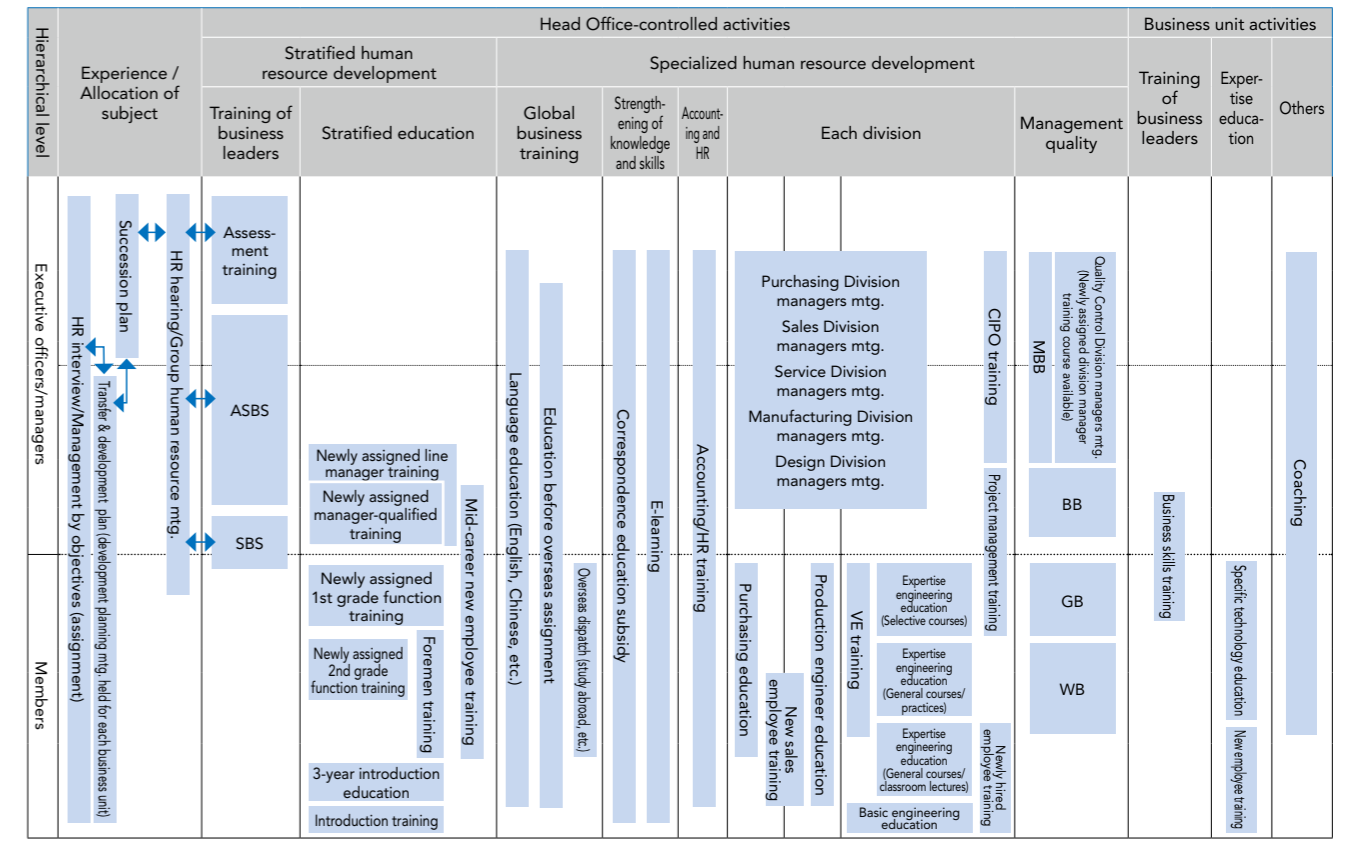 Hierarchical level
Experience /
Allocation of
subject
Head Office-controlled activities
Business unit activities
Stratified human
resource development
Specialized human resource development
Training of
business
leaders
Stratified education
Global
business
training
Strength-
ening of
knowledge
and skills
Account-
ing and
HR
Each division
Management
quality
Training
of
business
leaders
Exper-
tise
educa-
tion
Others
Executive officers/managers
Members
HR interview/Management by objectives (assignment)
Succession plan
Transfer & development plan (development planning mtg. held for each business unit)
HR hearing/Group human resource mtg.
Assess-
ment
training
ASBS
SBS
Newly assigned line
manager training
Newly assigned
manager-qualified
training
Mid-career new employee training
Newly assigned
1st grade function
training
Newly assigned
2nd grade
function training
Foremen training
3-year introduction
education
Introduction training
Language education (English, Chinese, etc.)
Education before overseas assignment
Overseas dispatch (study abroad, etc.)
Correspondence education subsidy
E-learning
Accounting/HR training
Purchasing Division
managers mtg.
Sales Division
managers mtg.
Service Division
managers mtg.
Manufacturing Division
managers mtg.
Design Division
managers mtg.
CIPO training
Project management training
Purchasing education
New sales
employee training
Production engineer education
VE training
Expertise
engineering
education
(Selective courses)
Expertise
engineering
education
(General courses/
practices)
Expertise
engineering
education
(General courses/
classroom lectures)
Newly hired
employee training
Basic engineering
education
MBB
Quality Control Division managers mtg.
(Newly assigned division manager
training course available)
BB
GB
WB
Business skills training
Specific technology education
New employee training
Coaching